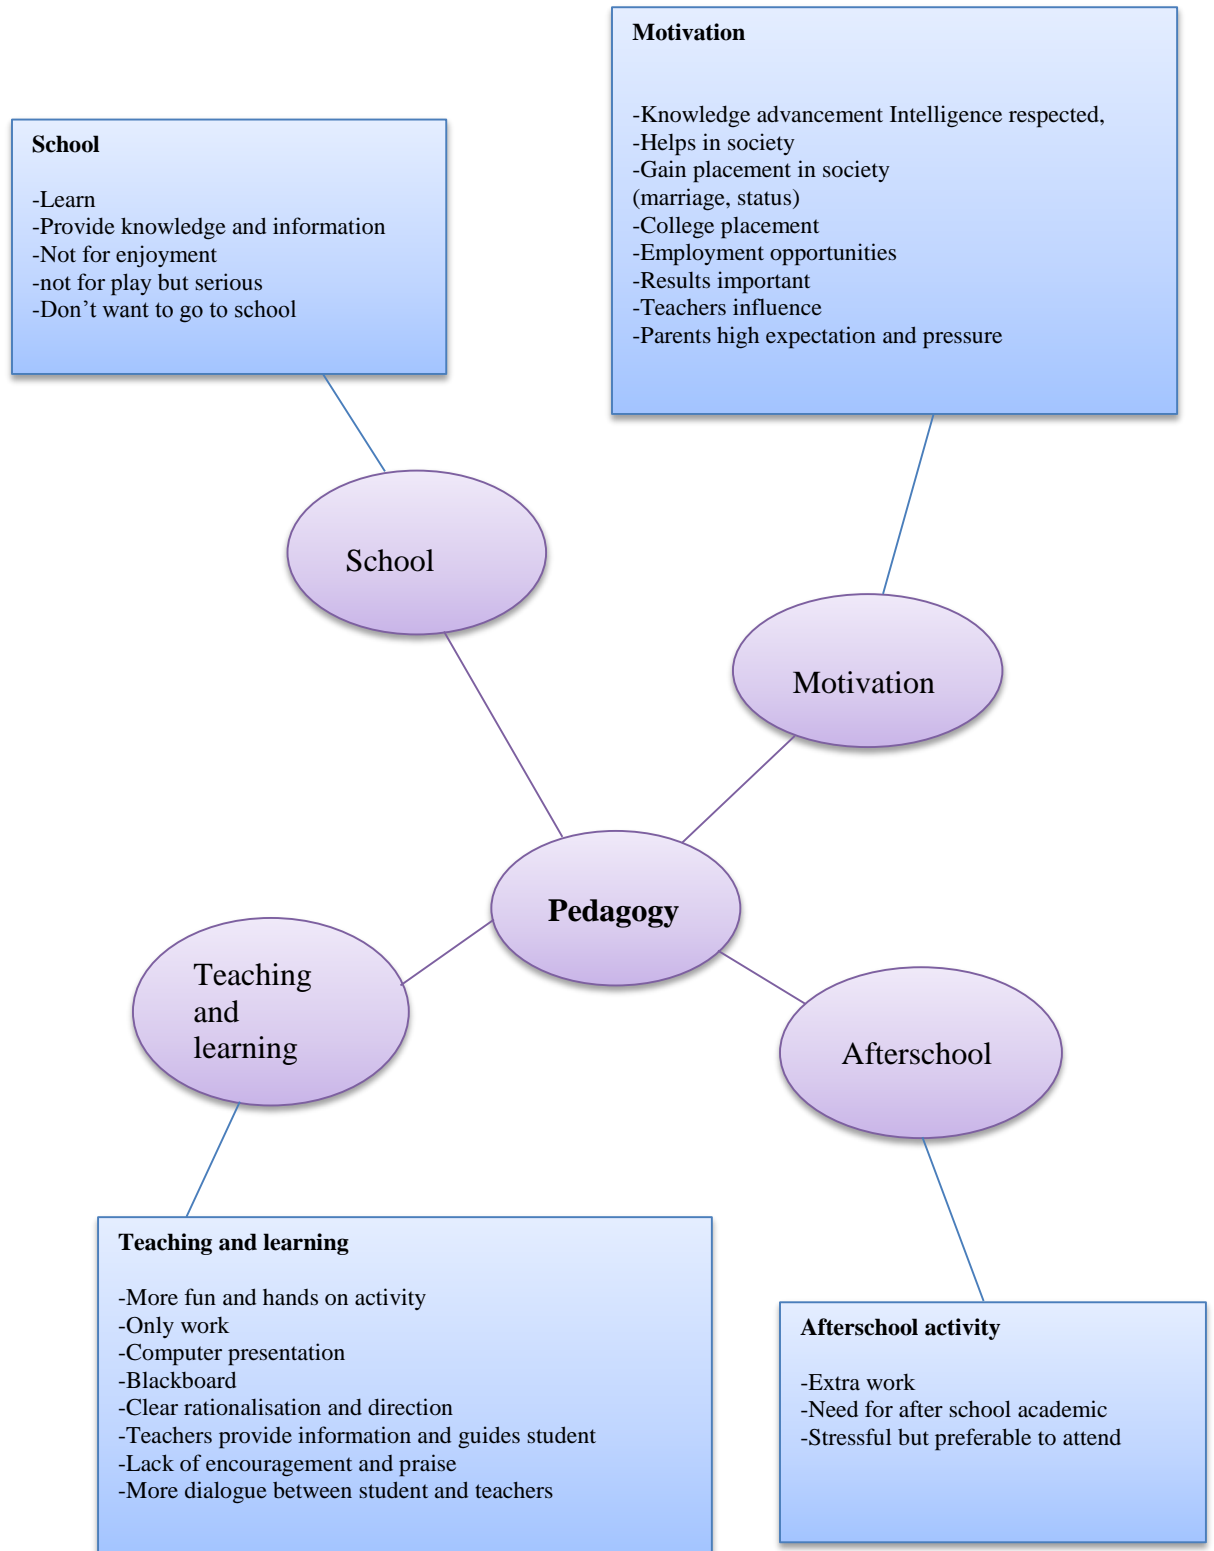 Motivation
-Knowledge advancement Intelligence respected,
-Helps in society
-Gain placement in society
(marriage, status)
-College placement
-Employment opportunities
-Results important
-Teachers influence
-Parents high expectation and pressure
School
-Learn
-Provide knowledge and information
-Not for enjoyment
-not for play but serious
-Don’t want to go to school
School
Motivation
Pedagogy
Teaching
and
learning
Afterschool
Teaching and learning
-More fun and hands on activity
-Only work
-Computer presentation
-Blackboard
-Clear rationalisation and direction
-Teachers provide information and guides student
-Lack of encouragement and praise
-More dialogue between student and teachers
Afterschool activity
-Extra work
-Need for after school academic
-Stressful but preferable to attend